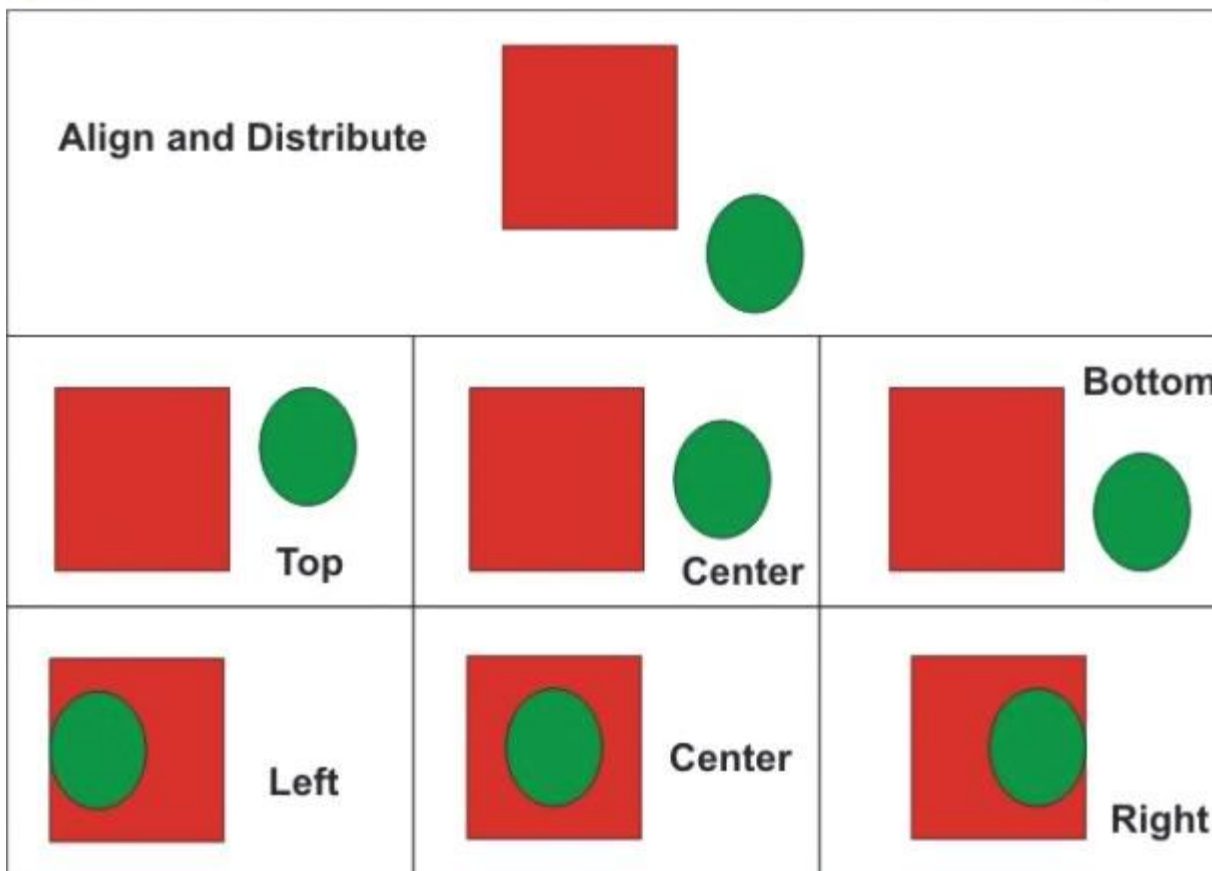 Align and Distribute
Bottom
Top
Center
Left
Center
Right